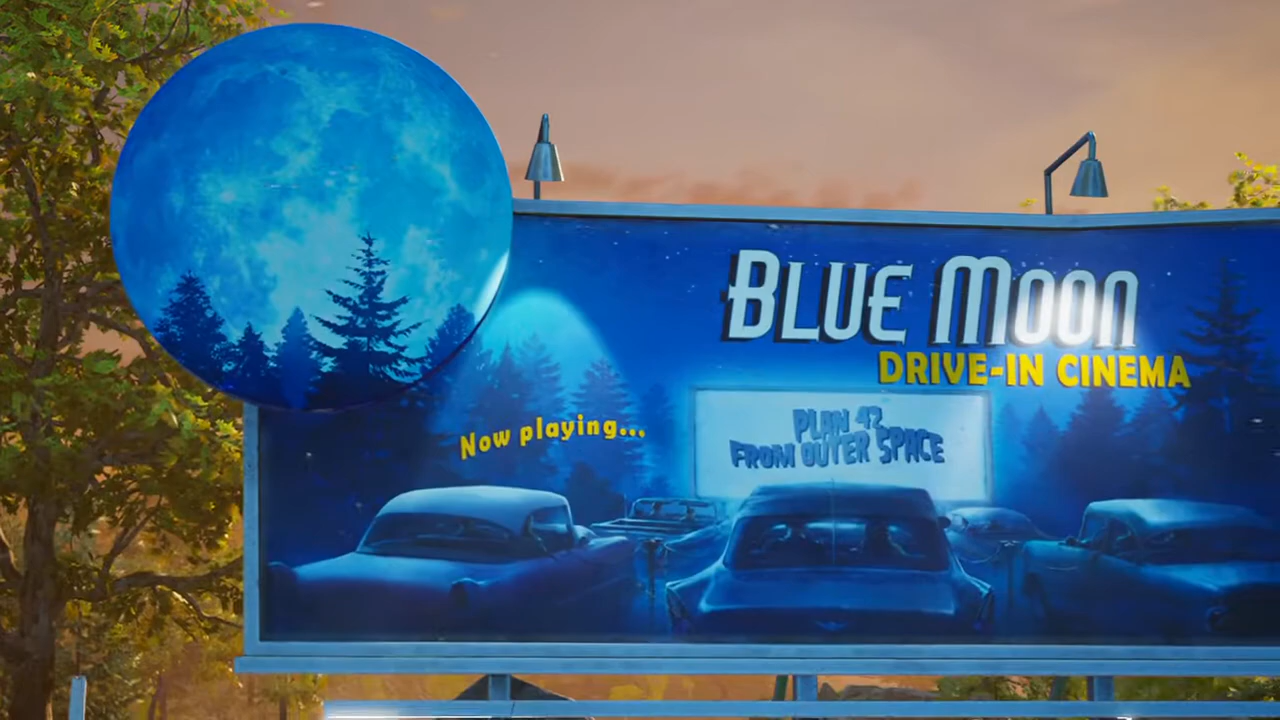 BLUE MOON
DRIVE-IN CINEMA
Now playing...
PLAN 42
FROM OUTER SPACE